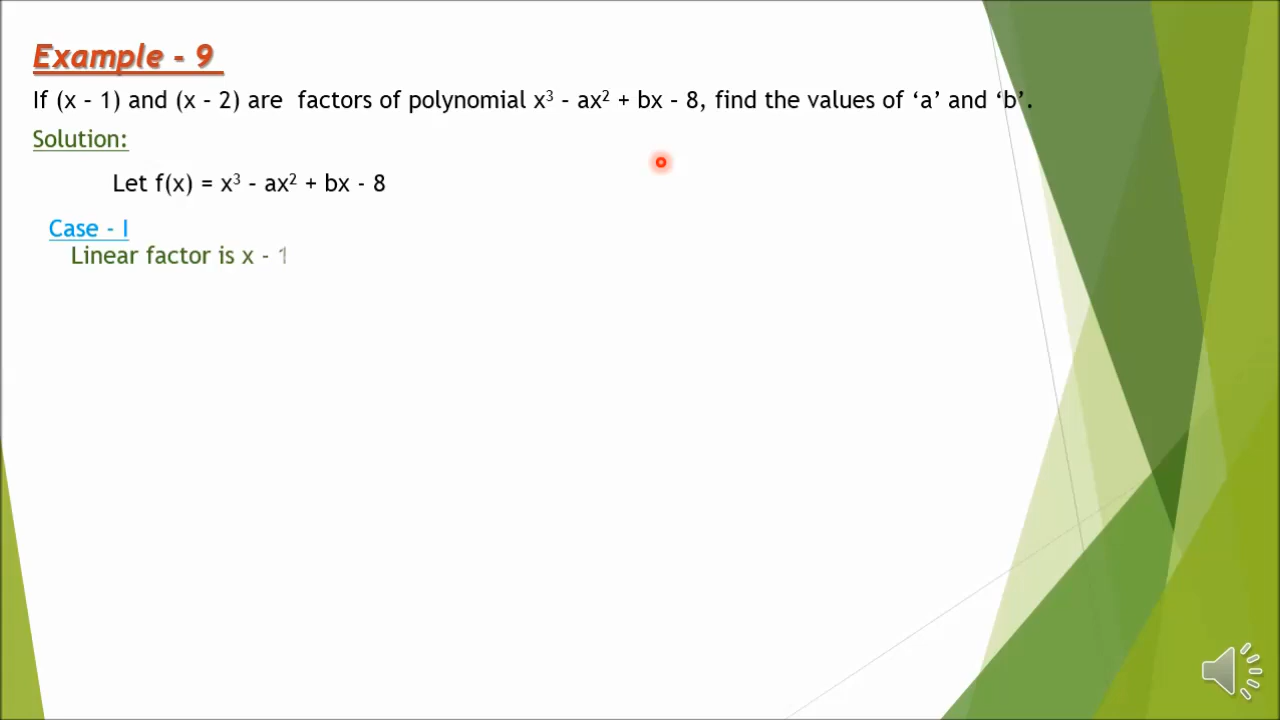 Example - 9
If (x – 1) and (x – 2) are factors of polynomial x³ – ax² + bx – 8, find the values of ‘a’ and ‘b’.
Solution:
Let f(x) = x³ – ax² + bx - 8
Case - I
Linear factor is x - 1